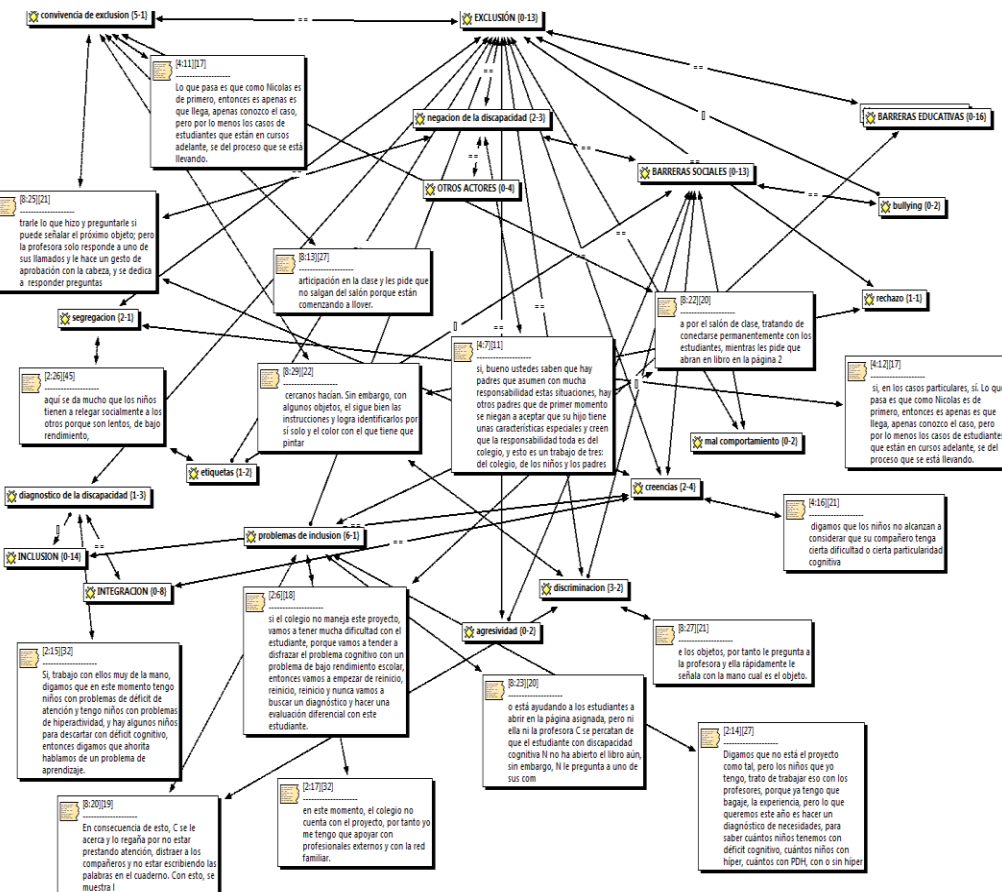 convivencia de exclusion {5-1}
==
EXCLUSIÓN {0-13}
[4:11][17]
--------------------
Lo que pasa es que como Nicolas es
de primero, entonces es apenas es
que llega, apenas conozco el caso,
pero por lo menos los casos de
estudiantes que están en cursos
adelante, se del proceso que se está
llevando.
==
==
negacion de la discapacidad {2-3}
BARRERAS EDUCATIVAS {0-16}
==
==
==
BARRERAS SOCIALES {0-13}
OTROS ACTORES {0-4}
==
bullying {0-2}
[8:25][21]
--------------------
trarle lo que hizo y preguntarle si
puede señalar el próximo objeto; pero
la profesora solo responde a uno de
sus llamados y le hace un gesto de
aprobación con la cabeza, y se dedica
a responder preguntas
==
[8:13][27]
--------------------
articipación en la clase y les pide que
no salgan del salón porque están
comenzando a llover.
[8:22][20]
--------------------
a por el salón de clase, tratando de
conectarse permanentemente con los
estudiantes, mientras les pide que
abran en libro en la página 2
rechazo {1-1}
segregacion {2-1}
==
[4:7][11]
--------------------
si, bueno ustedes saben que hay
padres que asumen con mucha
responsabilidad estas situaciones, hay
otros padres que de primer momento
se niegan a aceptar que su hijo tiene
unas características especiales y creen
que la responsabilidad toda es del
colegio, y esto es un trabajo de tres:
del colegio, de los niños y los padres
[4:12][17]
--------------------
si, en los casos particulares, sí. Lo que
pasa es que como Nicolas es de
primero, entonces es apenas es que
llega, apenas conozco el caso, pero
por lo menos los casos de estudiantes
que están en cursos adelante, se del
proceso que se está llevando.
[2:26][45]
--------------------
aquí se da mucho que los niños
tienen a relegar socialmente a los
otros porque son lentos, de bajo
rendimiento,
[8:29][22]
--------------------
cercanos hacían. Sin embargo, con
algunos objetos, el sigue bien las
instrucciones y logra identificarlos por
sí solo y el color con el que tiene que
pintar
mal comportamiento {0-2}
etiquetas {1-2}
creencias {2-4}
diagnostico de la discapacidad {1-3}
[4:16][21]
--------------------
digamos que los niños no alcanzan a
considerar que su compañero tenga
cierta dificultad o cierta particularidad
cognitiva
==
problemas de inclusion {6-1}
==
==
INCLUSION {0-14}
==
INTEGRACION {0-8}
discriminacion {3-2}
[2:6][18]
--------------------
si el colegio no maneja este proyecto,
vamos a tener mucha dificultad con el
estudiante, porque vamos a tender a
disfrazar el problema cognitivo con un
problema de bajo rendimiento escolar,
entonces vamos a empezar de reinicio,
reinicio, reinicio y nunca vamos a
buscar un diagnóstico y hacer una
evaluación diferencial con este
estudiante.
agresividad {0-2}
[8:27][21]
--------------------
e los objetos, por tanto le pregunta a
la profesora y ella rápidamente le
señala con la mano cual es el objeto.
[2:15][32]
--------------------
Si, trabajo con ellos muy de la mano,
digamos que en este momento tengo
niños con problemas de déficit de
atención y tengo niños con problemas
de hiperactividad, y hay algunos niños
para descartar con déficit cognitivo,
entonces digamos que ahorita
hablamos de un problema de
aprendizaje.
[8:23][20]
--------------------
o está ayudando a los estudiantes a
abrir en la página asignada, pero ni
ella ni la profesora C se percatan de
que el estudiante con discapacidad
cognitiva N no ha abierto el libro aún,
sin embargo, N le pregunta a uno de
sus com
[2:14][27]
--------------------
Digamos que no está el proyecto
como tal, pero los niños que yo
tengo, trato de trabajar eso con los
profesores, porque ya tengo que
bagaje, la experiencia, pero lo que
queremos este año es hacer un
diagnóstico de necesidades, para
saber cuántos niños tenemos con
déficit cognitivo, cuántos niños con
híper, cuántos con PDH, con o sin híper
[2:17][32]
--------------------
en este momento, el colegio no
cuenta con el proyecto, por tanto yo
me tengo que apoyar con
profesionales externos y con la red
familiar.
[8:20][19]
--------------------
En consecuencia de esto, C se le
acerca y lo regaña por no estar
prestando atención, distraer a los
compañeros y no estar escribiendo las
palabras en el cuaderno. Con esto, se
muestra l